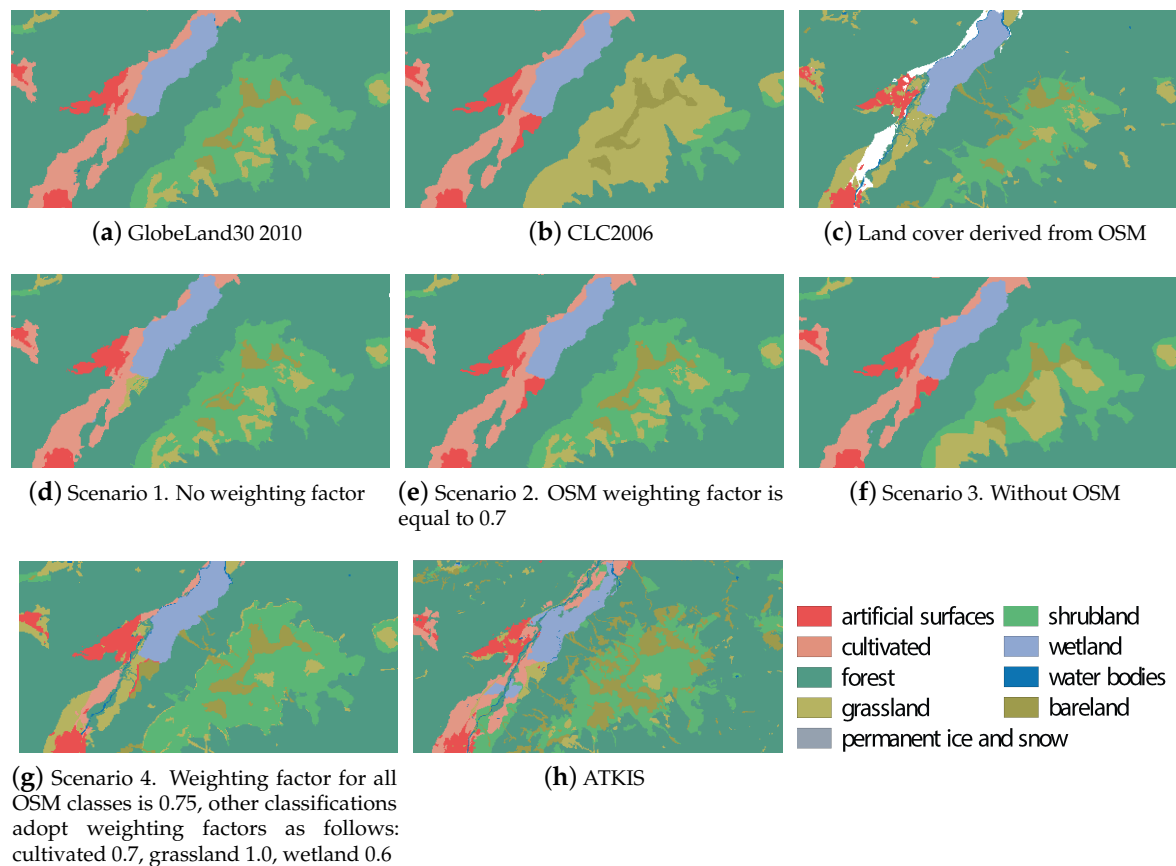 (a) GlobeLand30 2010
(b) CLC2006
(c) Land cover derived from OSM
(d) Scenario 1. No weighting factor
(e) Scenario 2. OSM weighting factor is
equal to 0.7
(f) Scenario 3. Without OSM
(g) Scenario 4. Weighting factor for all
OSM classes is 0.75, other classifications
adopt weighting factors as follows:
cultivated 0.7, grassland 1.0, wetland 0.6
(h) ATKIS
artificial surfaces
cultivated
forest
grassland
permanent ice and snow
shrubland
wetland
water bodies
bareland